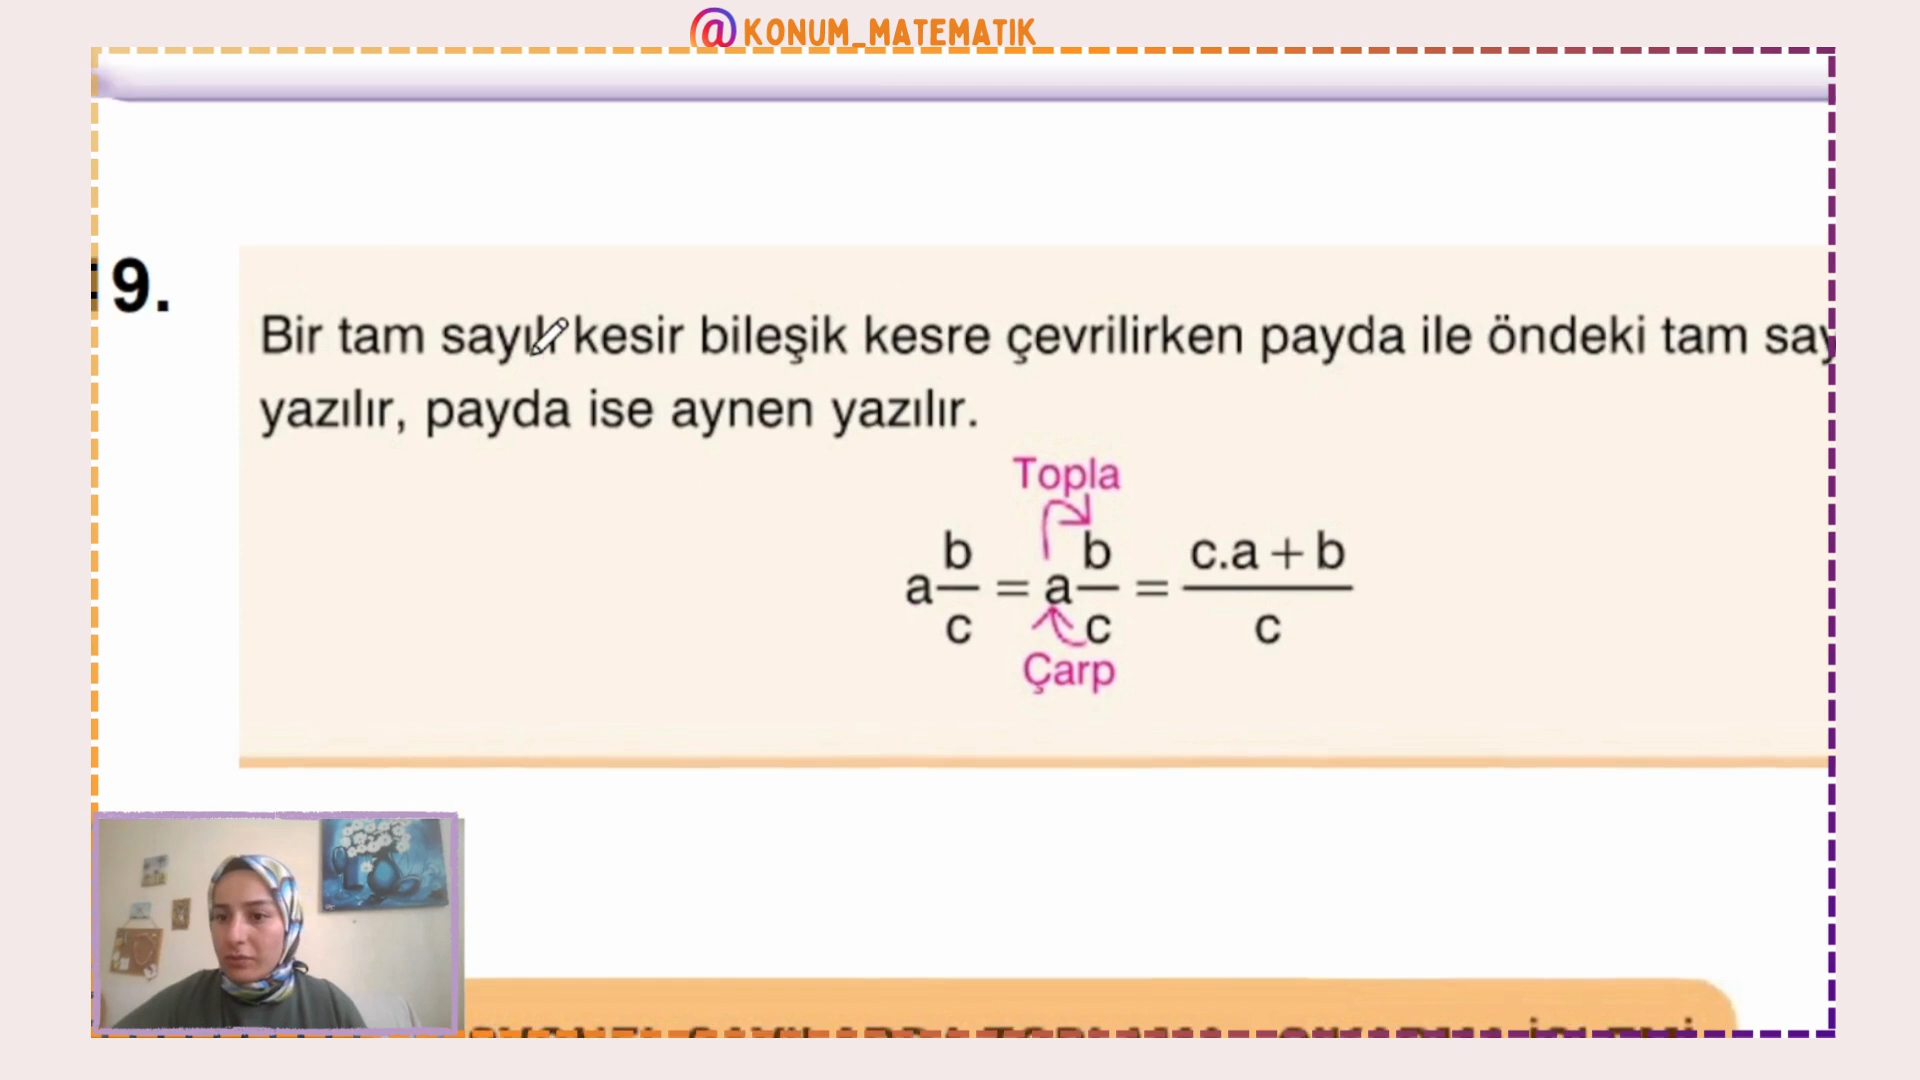 @KONUM_MATEMATIK
9.
Bir tam sayılı kesir bileşik kesre çevrilirken payda ile öndeki tam say
yazılır, payda ise aynen yazılır.
Topla
a b/c = a b/c = c.a + b/c
Çarp